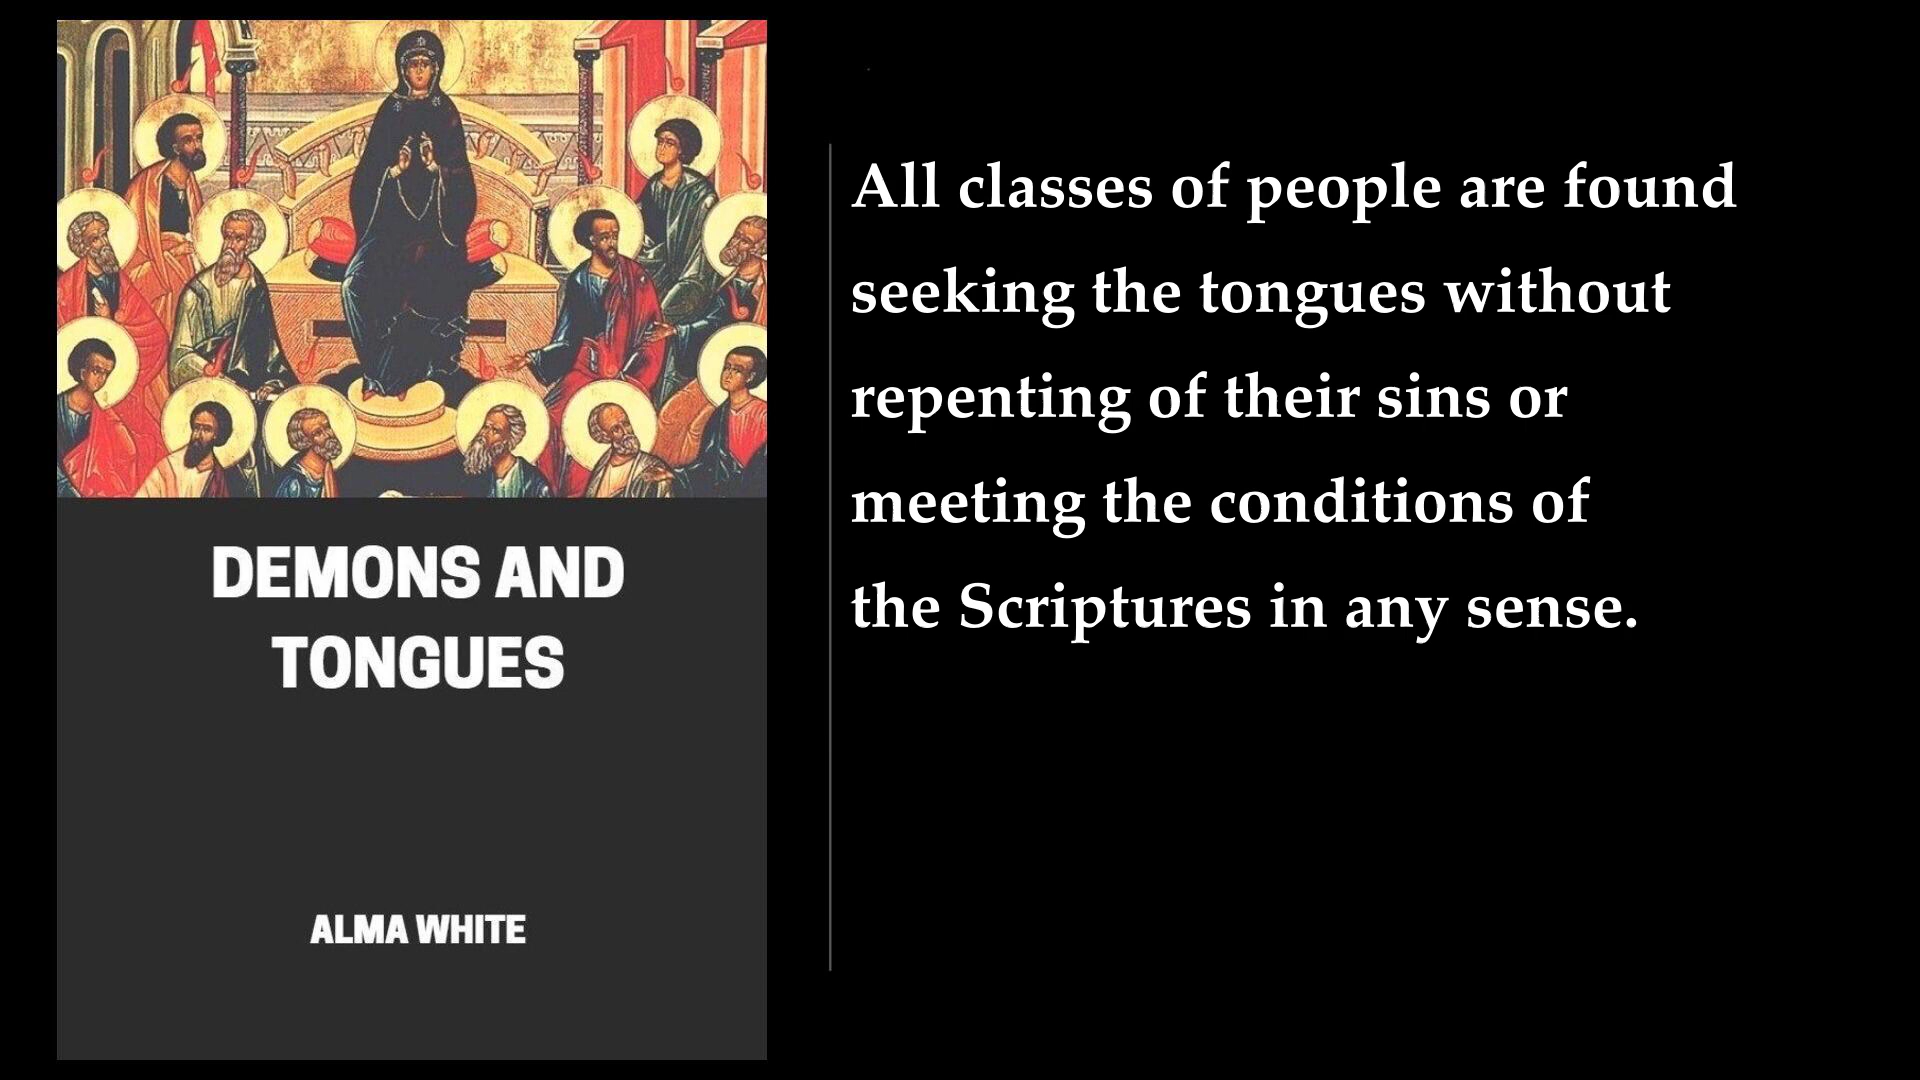 DEMONS AND
TONGUES
ALMA WHITE
All classes of people are found
seeking the tongues without
repenting of their sins or
meeting the conditions of
the Scriptures in any sense.